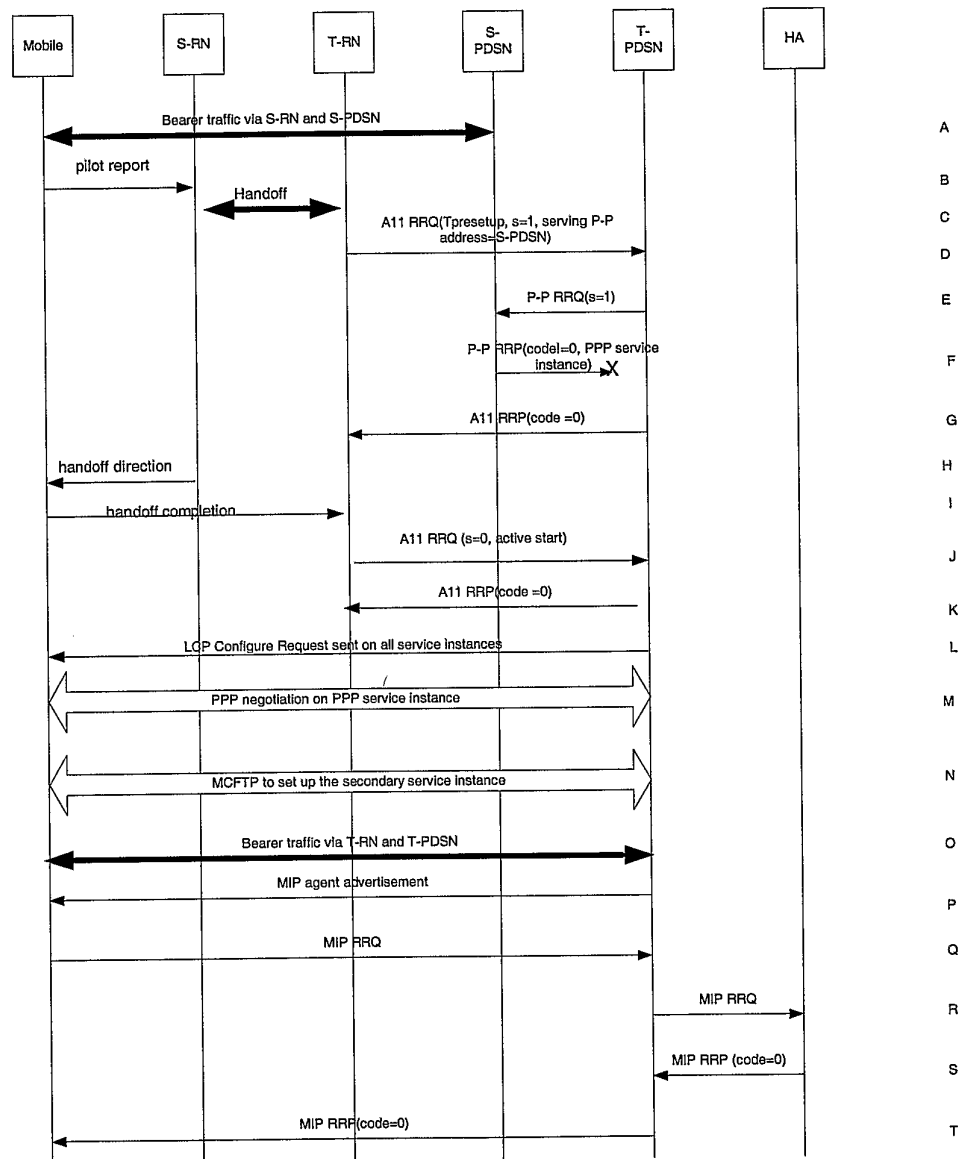 Mobile
S-RN
T-RN
S-
PDSN
T-
PDSN
HA
Bearer traffic via S-RN and S-PDSN
A
pilot report
B
Handoff
C
A11 RRQ(Tpresetup, s=1, serving P-P
address=S-PDSN)
D
P-P RRQ(s=1)
E
P-P RRP(codel=0, PPP service
instance)
X
F
A11 RRP(code =0)
G
handoff direction
H
handoff completion
I
A11 RRQ (s=0, active start)
J
A11 RRP(code =0)
K
LCP Configure Request sent on all service instances
L
PPP negotiation on PPP service instance
M
MCFTP to set up the secondary service instance
N
Bearer traffic via T-RN and T-PDSN
O
MIP agent advertisement
P
MIP RRQ
Q
MIP RRQ
R
MIP RRP (code=0)
S
MIP RRP(code=0)
T